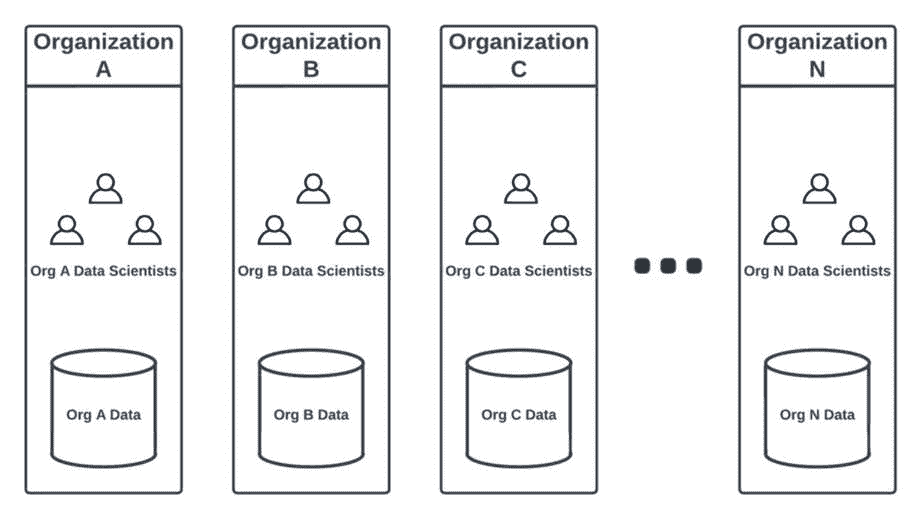 Organization
A
Org A Data Scientists
Org A Data
Organization
B
Org B Data Scientists
Org B Data
Organization
C
Org C Data Scientists
Org C Data
Organization
N
Org N Data Scientists
Org N Data